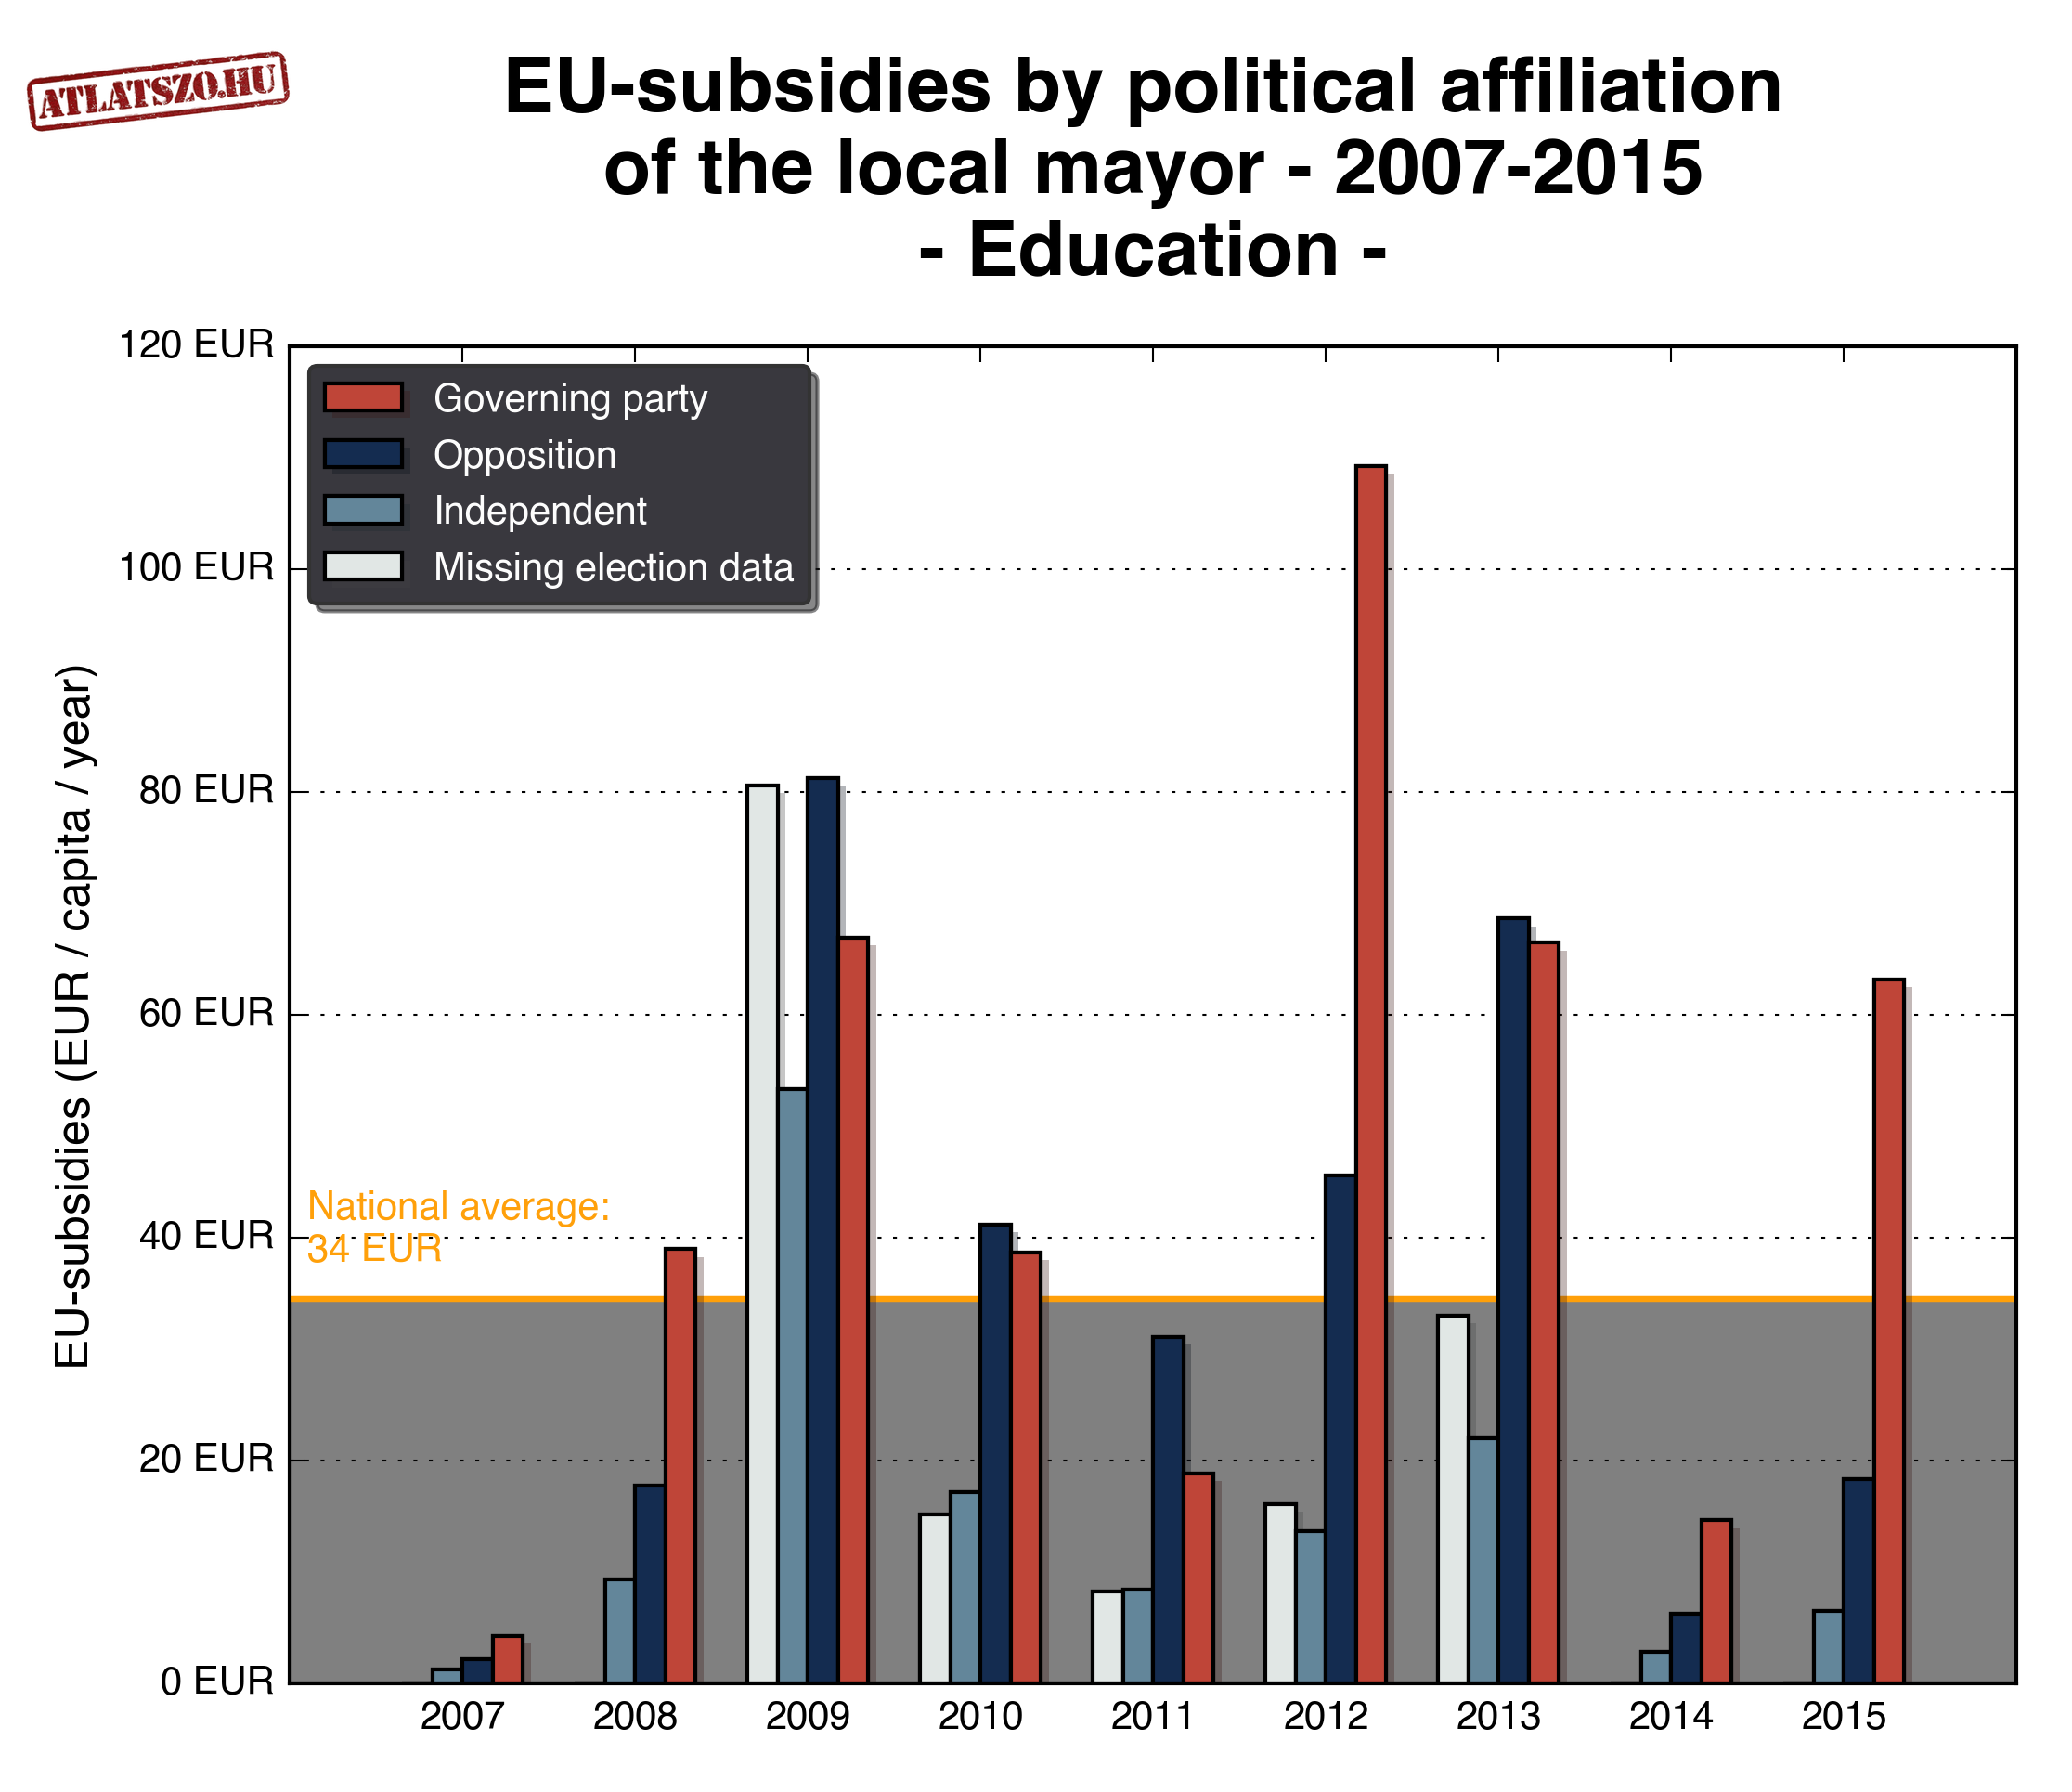 ATLATSZO.HU
EU-subsidies by political affiliation
of the local mayor - 2007-2015
- Education -
EU-subsidies (EUR / capita / year)
120 EUR
100 EUR
80 EUR
60 EUR
40 EUR
20 EUR
0 EUR
Governing party
Opposition
Independent
Missing election data
National average:
34 EUR
2007 2008 2009 2010 2011 2012 2013 2014 2015